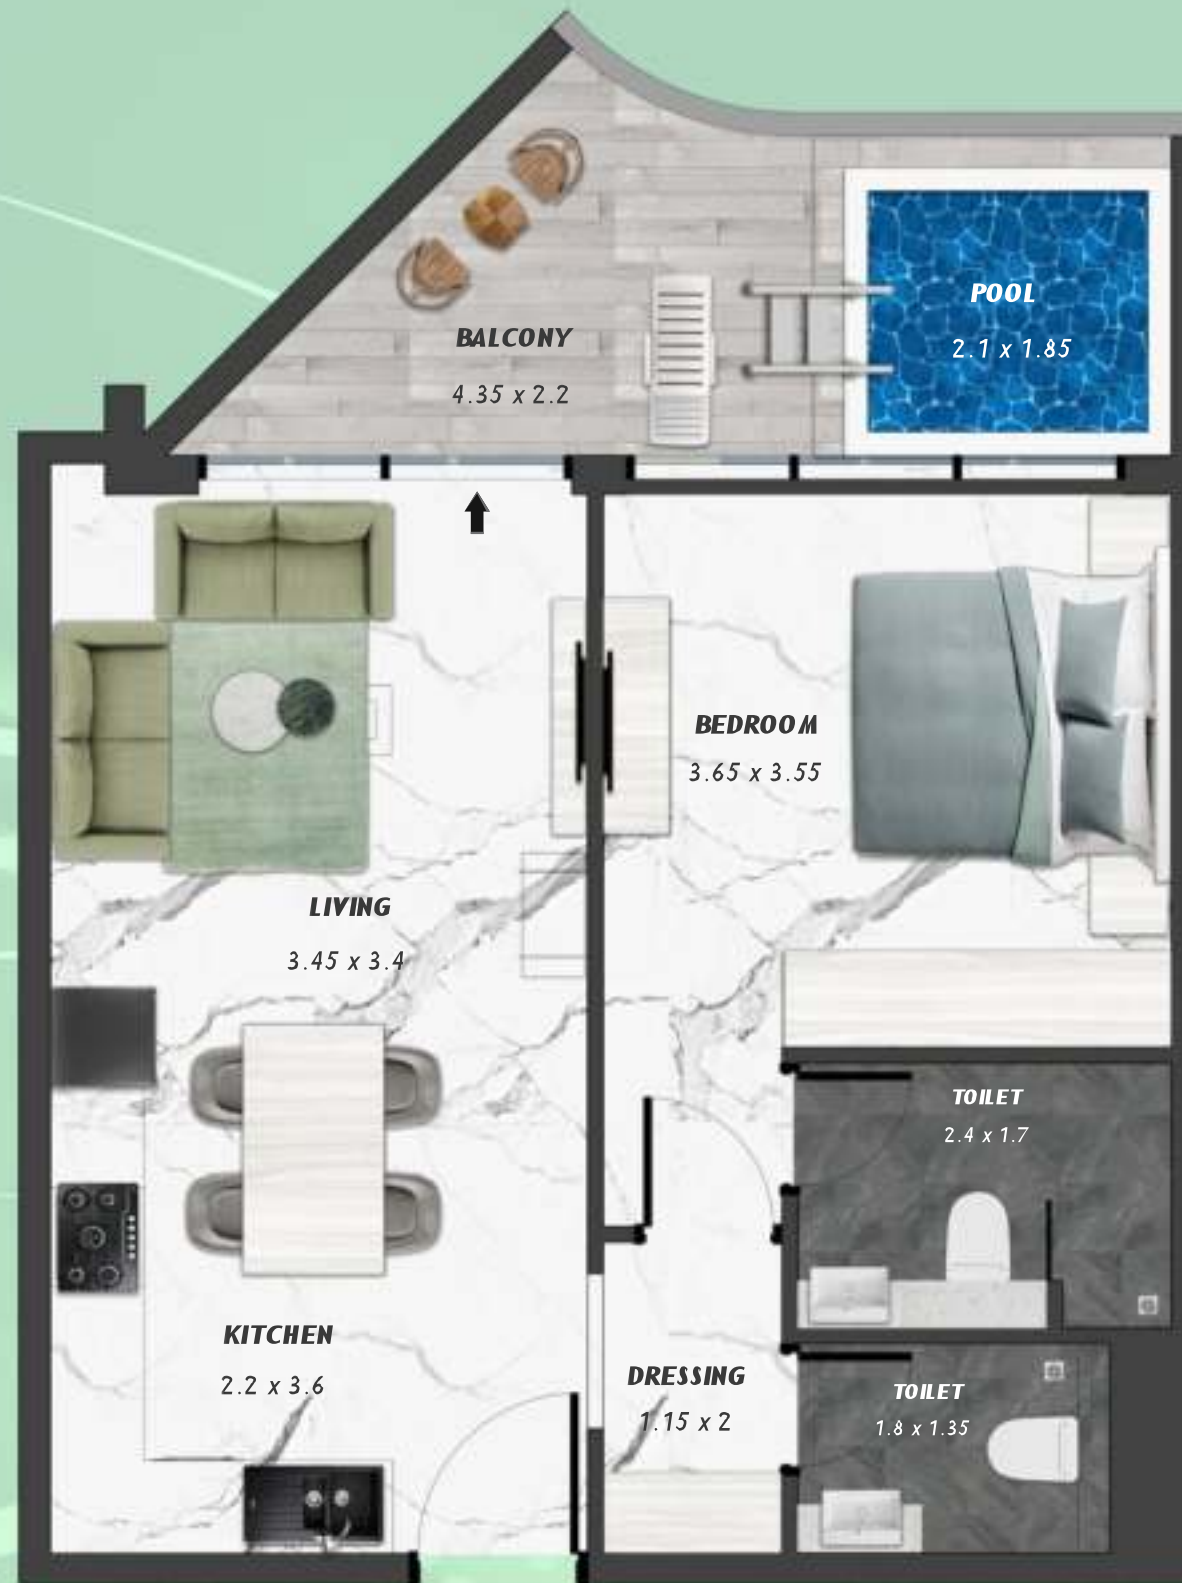 POOL
2.1 x 1.85
BALCONY
4.35 x 2.2
BEDROOM
3.65 x 3.55
LIVING
3.45 x 3.4
TOILET
2.4 x 1.7
KITCHEN
2.2 x 3.6
DRESSING
1.15 x 2
TOILET
1.8 x 1.35